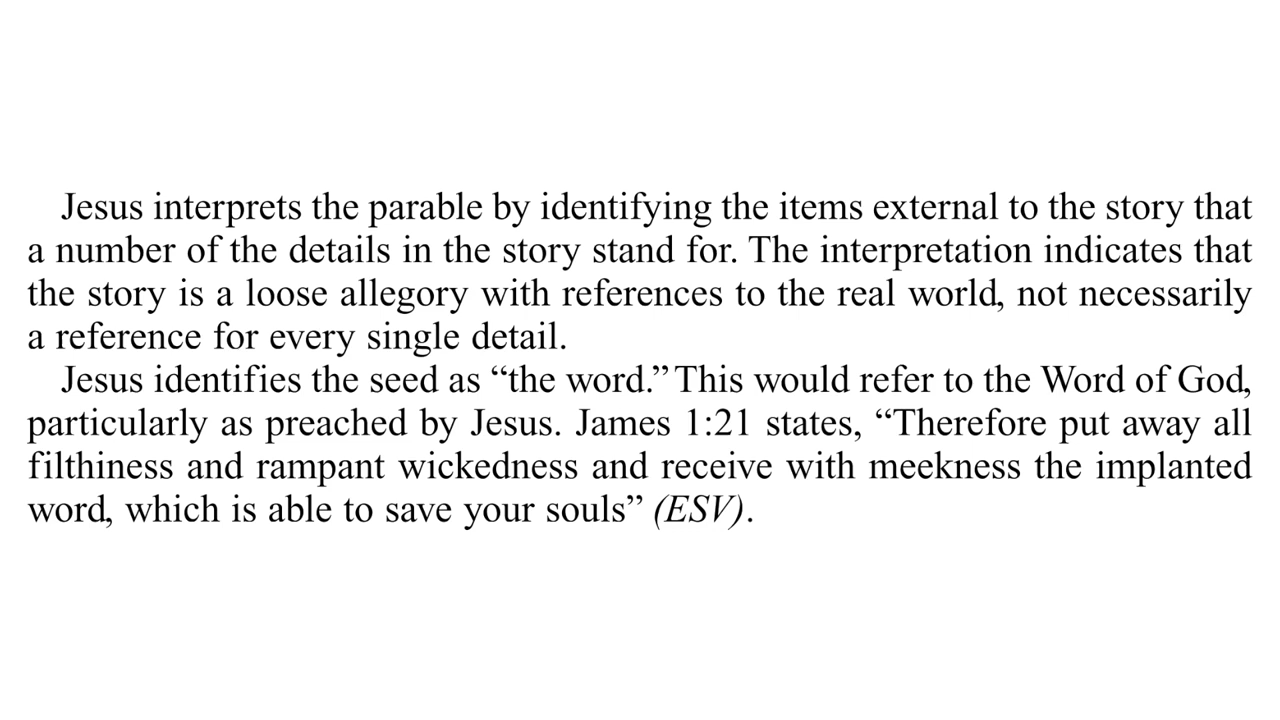 Jesus interprets the parable by identifying the items external to the story that
a number of the details in the story stand for. The interpretation indicates that
the story is a loose allegory with references to the real world, not necessarily
a reference for every single detail.
Jesus identifies the seed as “the word.” This would refer to the Word of God,
particularly as preached by Jesus. James 1:21 states, “Therefore put away all
filthiness and rampant wickedness and receive with meekness the implanted
word, which is able to save your souls” (ESV).